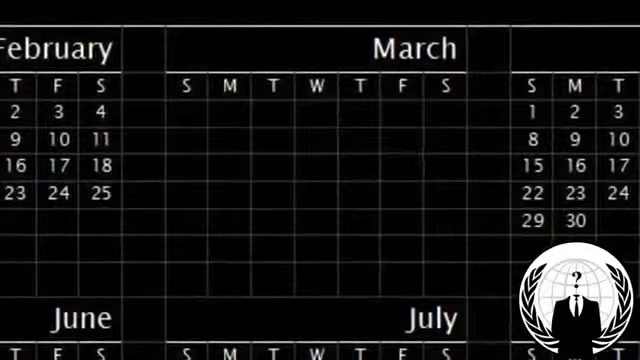 February March
T F S S M T W T F S S M T
2 3 4 1 2 3
9 10 11 8 9 10
16 17 18 15 16 17
23 24 25 22 23 24
29 30
June July
T F S S M T W T F S S M T
?